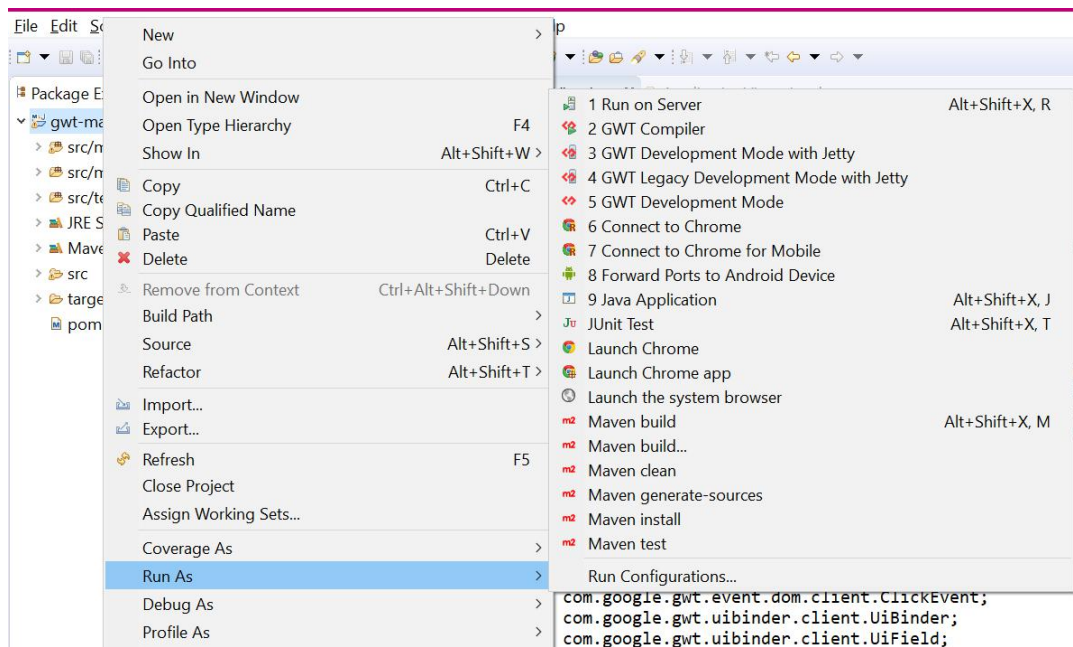 File Edit
New
Go Into
Open in New Window
Open Type Hierarchy F4
Show In Alt+Shift+W >
Copy Ctrl+C
Copy Qualified Name
Paste Ctrl+V
Delete Delete
Remove from Context Ctrl+Alt+Shift+Down
Build Path >
Source Alt+Shift+S >
Refactor Alt+Shift+T >
Import...
Export...
Refresh F5
Close Project
Assign Working Sets...
Coverage As >
Run As >
Debug As >
Profile As >
Package E
gwt-ma
src/m
src/m
src/te
JRE S
Mave
src
targe
pom
1 Run on Server Alt+Shift+X, R
2 GWT Compiler
3 GWT Development Mode with Jetty
4 GWT Legacy Development Mode with Jetty
5 GWT Development Mode
6 Connect to Chrome
7 Connect to Chrome for Mobile
8 Forward Ports to Android Device
9 Java Application Alt+Shift+X, J
Ju JUnit Test Alt+Shift+X, T
Launch Chrome
Launch Chrome app
Launch the system browser
m2 Maven build Alt+Shift+X, M
m2 Maven build...
m2 Maven clean
m2 Maven generate-sources
m2 Maven install
m2 Maven test
Run Configurations...
com.google.gwt.event.dom.client.ClickEvent;
com.google.gwt.uibinder.client.UiBinder;
com.google.gwt.uibinder.client.UiField;